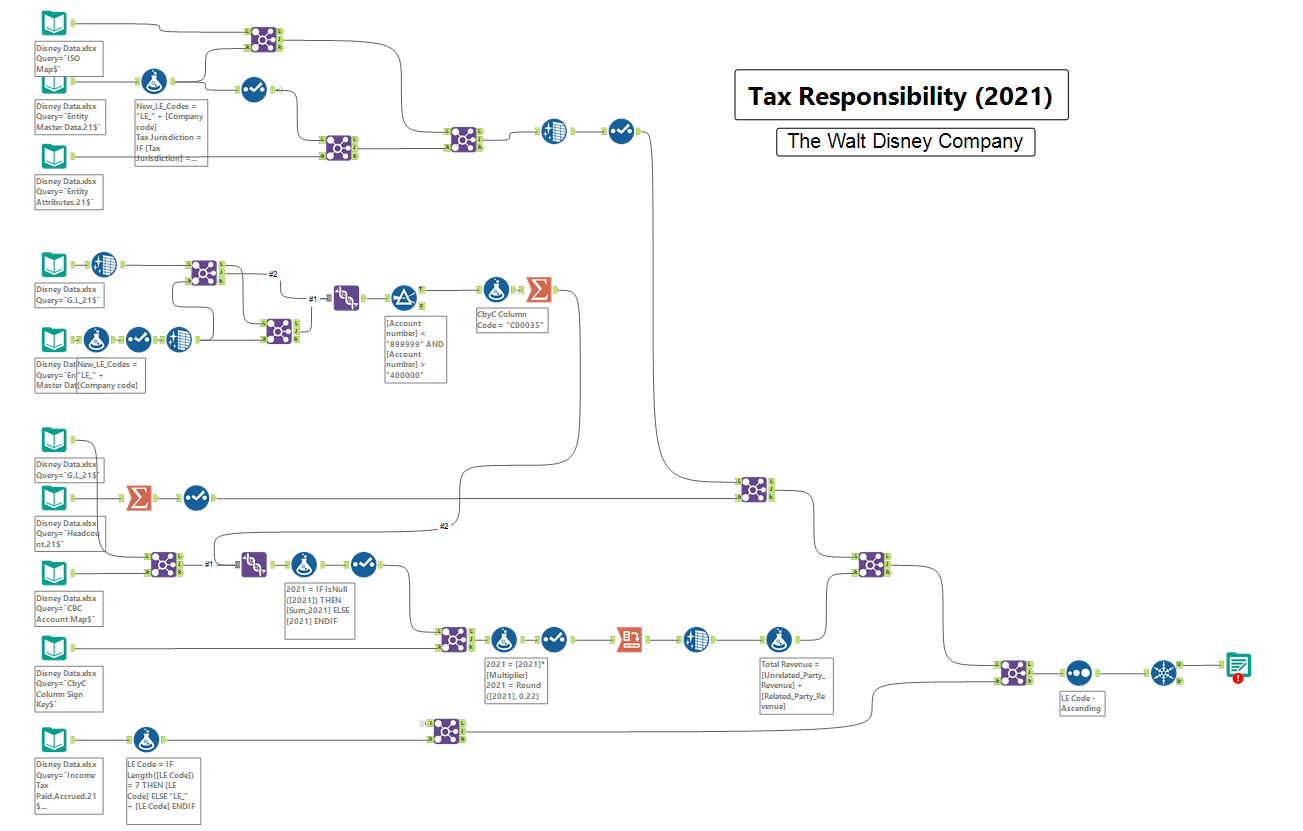 Tax Responsibility (2021)
The Walt Disney Company
Disney Data.xlsx
Query=`ISO
Map$`
Disney Data.xlsx
Query=`Entity
Master Data.21$`
New_LE_Codes =
"LE_" + [Company
code]
Tax Jurisdiction =
IF [Tax
Jurisdiction] =...
Disney Data.xlsx
Query=`Entity
Attributes.21$`
Disney Data.xlsx
Query=`G.L_21$`
#2
#1
[Account
number] <
"899999" AND
[Account
number] >
"400000"
CbyC Column
Code = "C00035"
Disney Dat
Query=`En
Master Dat
New_LE_Codes =
"LE_" +
[Company code]
Disney Data.xlsx
Query=`G.L_21$`
Disney Data.xlsx
Query=`Headcou
nt.21$`
#2
#1
Disney Data.xlsx
Query=`CBC
Account Map$`
2021 = IF IsNull
([2021]) THEN
[Sum_2021] ELSE
[2021] ENDIF
Disney Data.xlsx
Query=`CbyC
Column Sign
Key$`
2021 = [2021]*
[Multiplier]
2021 = Round
([2021], 0.22)
Total Revenue =
[Unrelated_Party_
Revenue] +
[Related_Party_Re
venue]
LE Code -
Ascending
Disney Data.xlsx
Query=`Income
Tax
Paid.Accrued.21
$...
LE Code = IF
Length([LE Code])
= 7 THEN [LE
Code] ELSE "LE_"
+ [LE Code] ENDIF